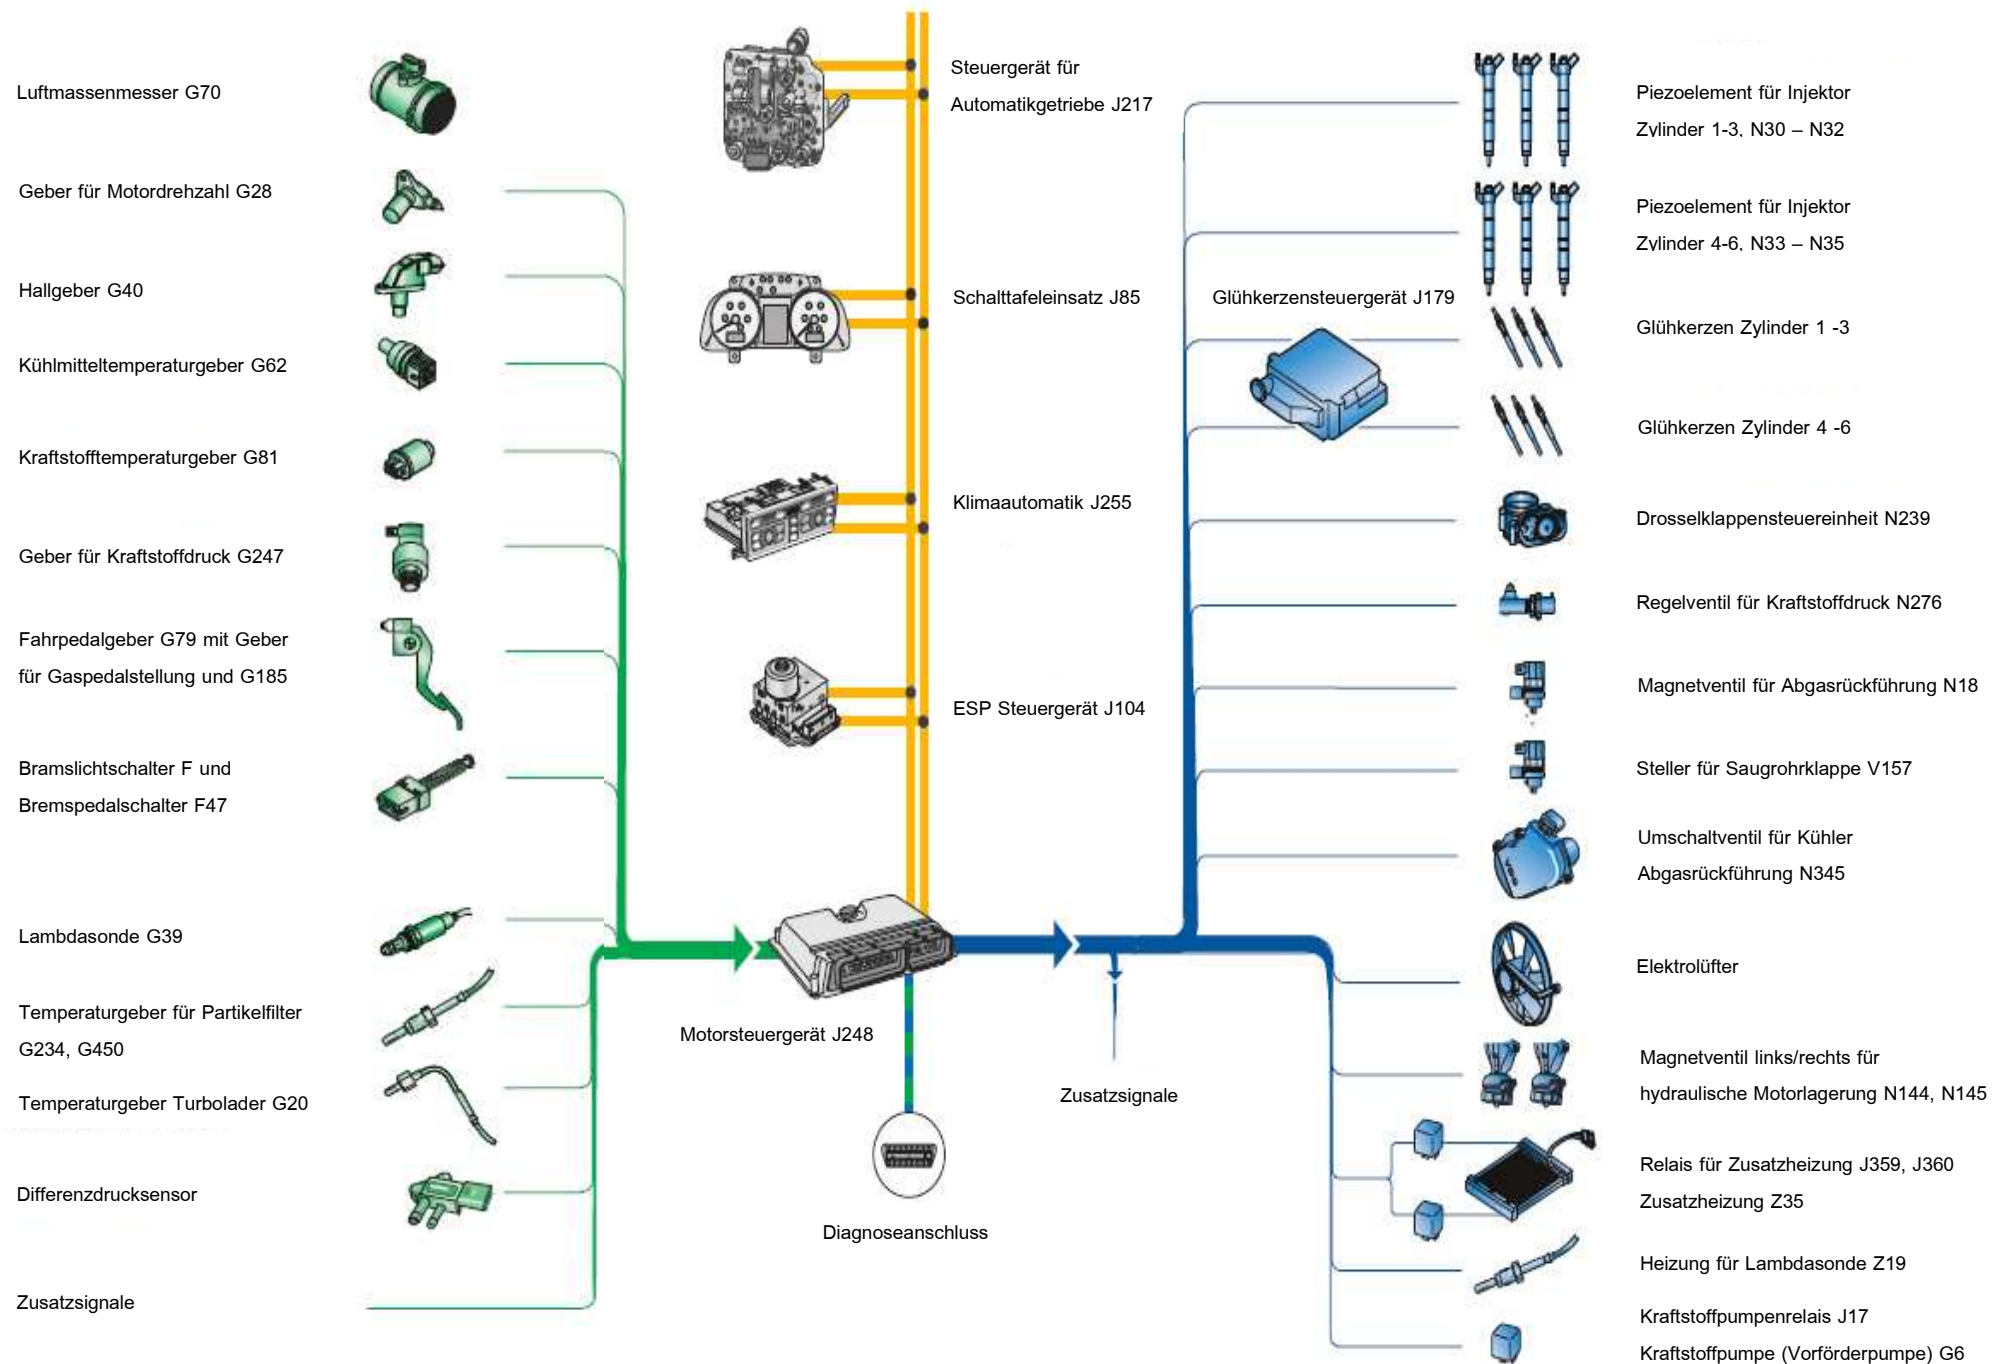 Luftmassenmesser G70
Geber für Motordrehzahl G28
Hallgeber G40
Kühlmitteltemperaturgeber G62
Kraftstofftemperaturgeber G81
Geber für Kraftstoffdruck G247
Fahrpedalgeber G79 mit Geber
für Gaspedalstellung und G185
Bramslichtschalter F und
Bremspedalschalter F47
Lambdasonde G39
Temperaturgeber für Partikelfilter
G234, G450
Temperaturgeber Turbolader G20
Differenzdrucksensor
Zusatzsignale
Steuergerät für
Automatikgetriebe J217
Schalttafeleinsatz J85
Klimaautomatik J255
ESP Steuergerät J104
Motorsteuergerät J248
Diagnoseanschluss
Zusatzsignale
Glühkerzensteuergerät J179
Piezoelement für Injektor
Zylinder 1-3, N30 – N32
Piezoelement für Injektor
Zylinder 4-6, N33 – N35
Glühkerzen Zylinder 1 -3
Glühkerzen Zylinder 4 -6
Drosselklappensteuereinheit N239
Regelventil für Kraftstoffdruck N276
Magnetventil für Abgasrückführung N18
Steller für Saugrohrklappe V157
Umschaltventil für Kühler
Abgasrückführung N345
Elektrolüfter
Magnetventil links/rechts für
hydraulische Motorlagerung N144, N145
Relais für Zusatzheizung J359, J360
Zusatzheizung Z35
Heizung für Lambdasonde Z19
Kraftstoffpumpenrelais J17
Kraftstoffpumpe (Vorförderpumpe) G6